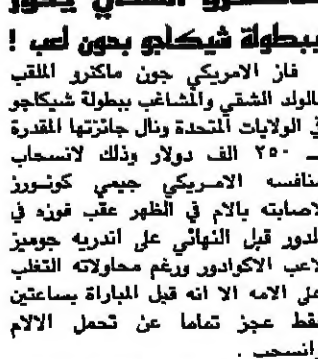 ماكنرو الشقي يفوز
ببطولة شيكاجو بدون لعب !
فاز الامريكي جون ماكنرو الملقب
بالولد الشقي والمشاغب ببطولة شيكاجو
في الولايات المتحدة ونال جائزتها المقدرة
بـ ٢٥٠ الف دولار وذلك لانسحاب
منافسه الامريكي جيمي كونورز
لاصابته بالام في الظهر عقب فوزه في
الدور قبل النهائي على اندريه جوميز
لاعب الاكوادور ورغم محاولاته التغلب
على الامه الا انه قبل المباراة بساعتين
فقط عجز تماما عن تحمل الالام
وانسحب .